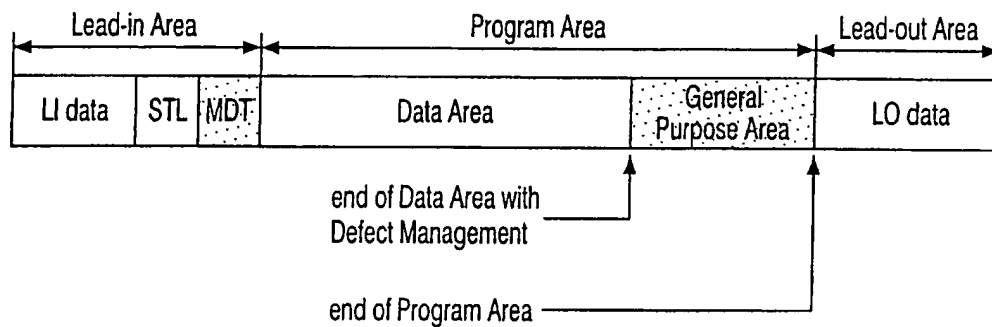 Lead-in Area
Program Area
Lead-out Area
LI data
STL
MDT
Data Area
General
Purpose Area
LO data
end of Data Area with
Defect Management
end of Program Area